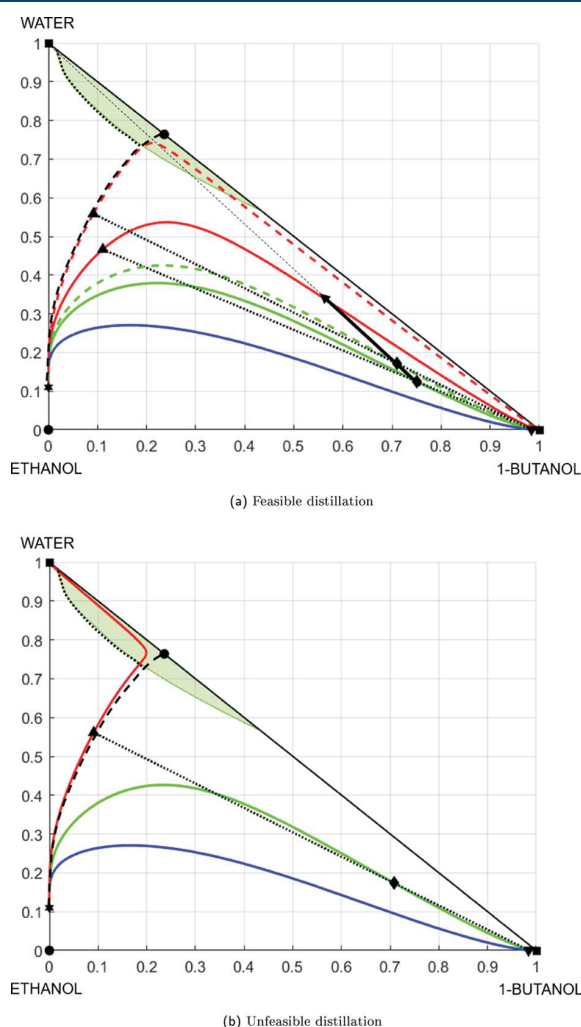 WATER
1
0.9
0.8
0.7
0.6
0.5
0.4
0.3
0.2
0.1
0
0 0.1 0.2 0.3 0.4 0.5 0.6 0.7 0.8 0.9 1
ETHANOL 1-BUTANOL
(a) Feasible distillation
WATER
1
0.9
0.8
0.7
0.6
0.5
0.4
0.3
0.2
0.1
0
0 0.1 0.2 0.3 0.4 0.5 0.6 0.7 0.8 0.9 1
ETHANOL 1-BUTANOL
(b) Unfeasible distillation